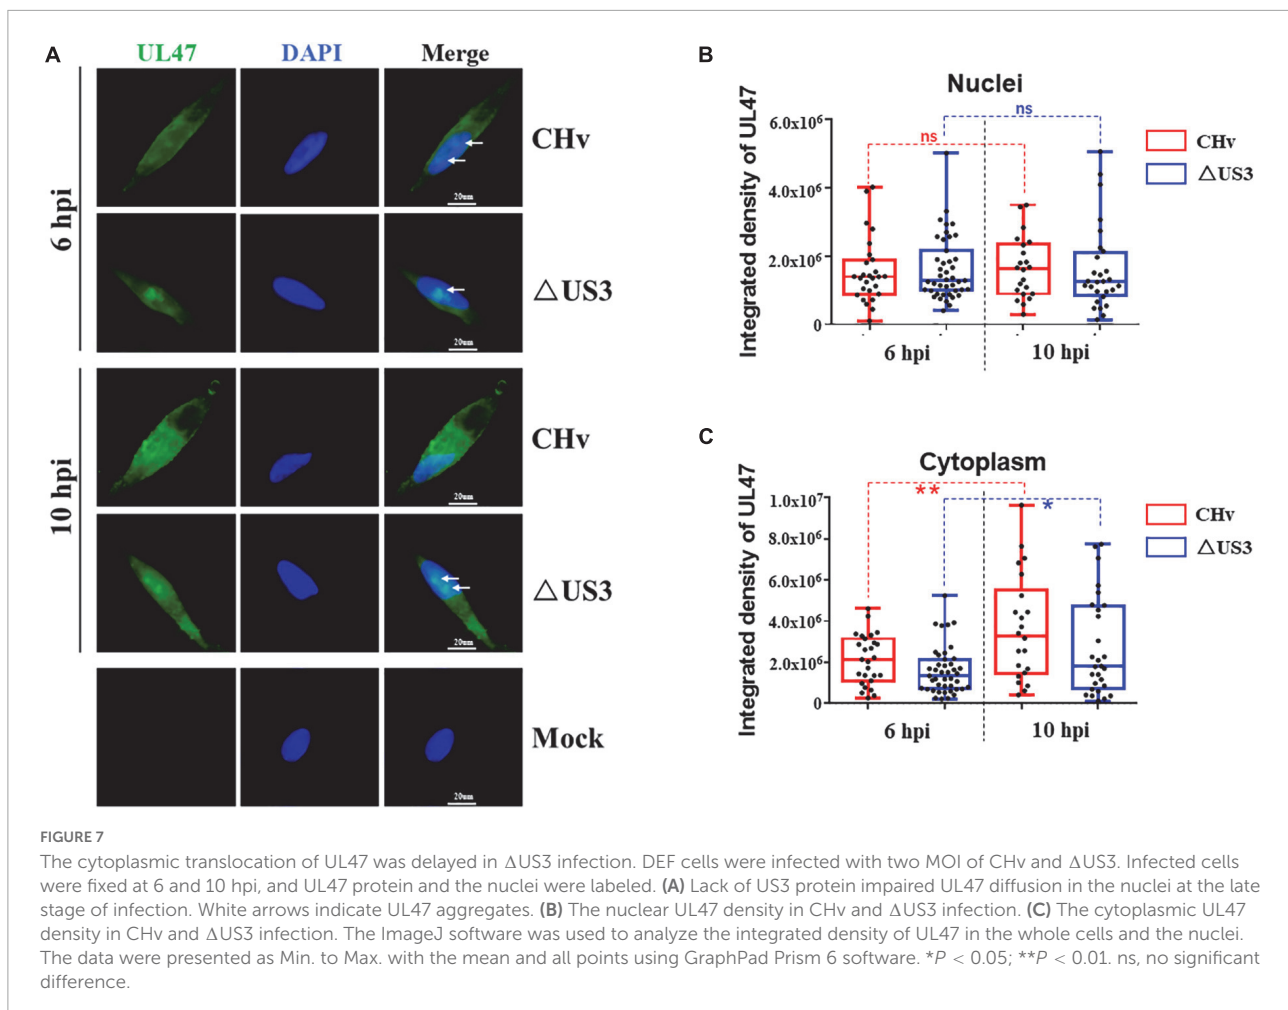 A
UL47 DAPI Merge
6 hpi
CHv
20um
△US3
20um
10 hpi
CHv
20um
△US3
20um
Mock
20um
B
Nuclei
Integrated density of UL47
6.0x10⁶
4.0x10⁶
2.0x10⁶
0
ns
ns
6 hpi 10 hpi
CHv
△US3
C
Cytoplasm
Integrated density of UL47
1.0x10⁷
8.0x10⁶
6.0x10⁶
4.0x10⁶
2.0x10⁶
0
**
*
6 hpi 10 hpi
CHv
△US3
FIGURE 7
The cytoplasmic translocation of UL47 was delayed in ΔUS3 infection. DEF cells were infected with two MOI of CHv and ΔUS3. Infected cells
were fixed at 6 and 10 hpi, and UL47 protein and the nuclei were labeled. (A) Lack of US3 protein impaired UL47 diffusion in the nuclei at the late
stage of infection. White arrows indicate UL47 aggregates. (B) The nuclear UL47 density in CHv and ΔUS3 infection. (C) The cytoplasmic UL47
density in CHv and ΔUS3 infection. The ImageJ software was used to analyze the integrated density of UL47 in the whole cells and the nuclei.
The data were presented as Min. to Max. with the mean and all points using GraphPad Prism 6 software. *P < 0.05; **P < 0.01. ns, no significant
difference.